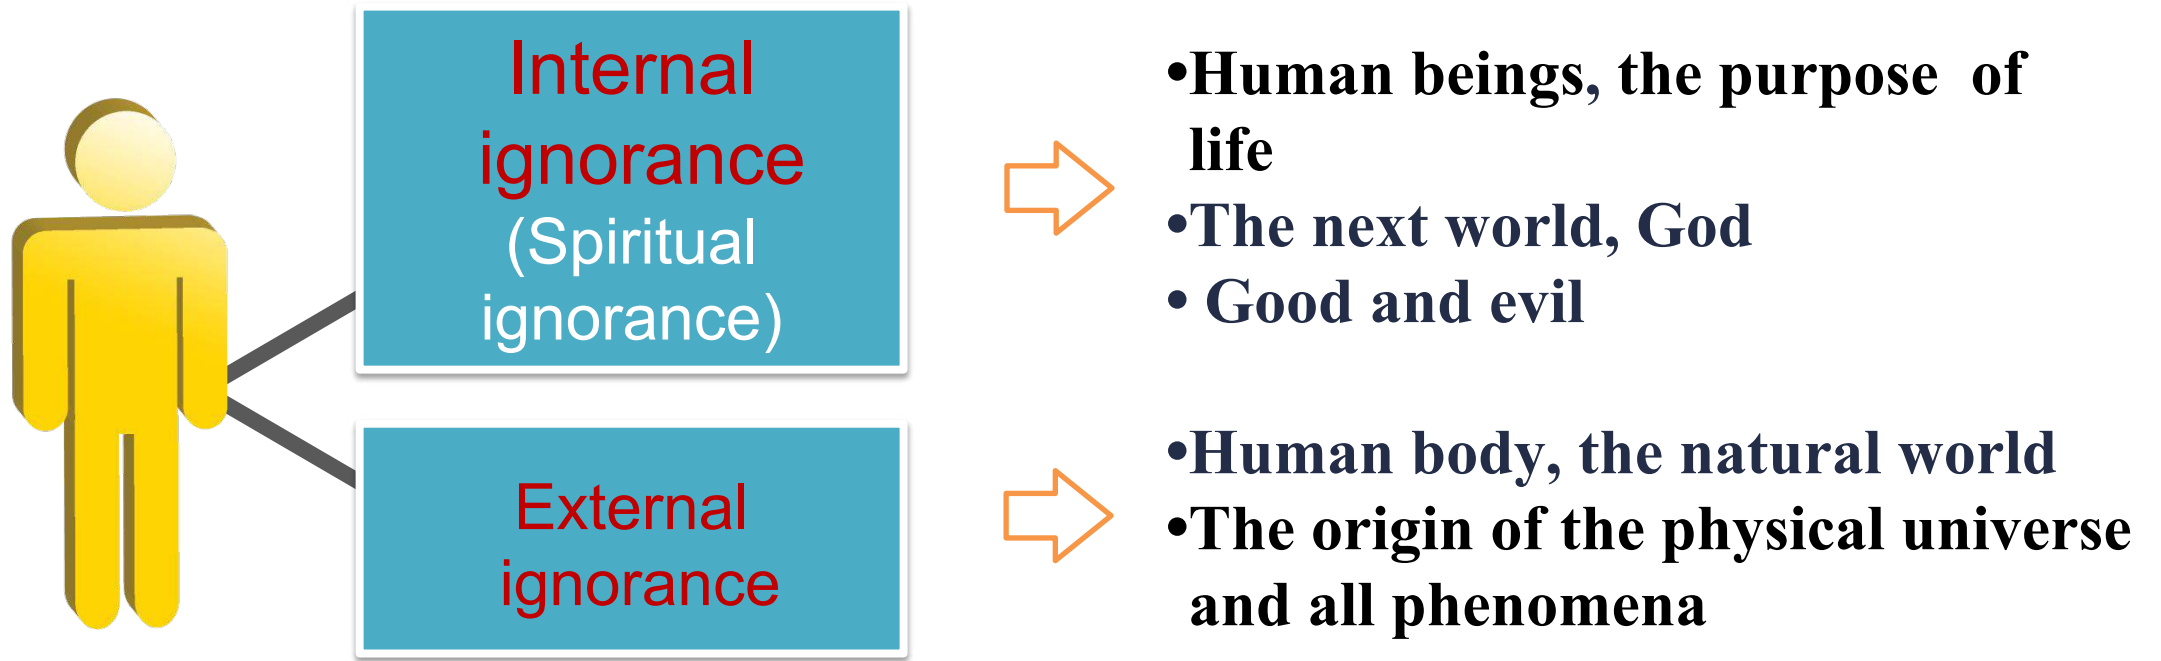 Internal
ignorance
(Spiritual
ignorance)
•Human beings, the purpose of
life
•The next world, God
• Good and evil
External
ignorance
•Human body, the natural world
•The origin of the physical universe
and all phenomena